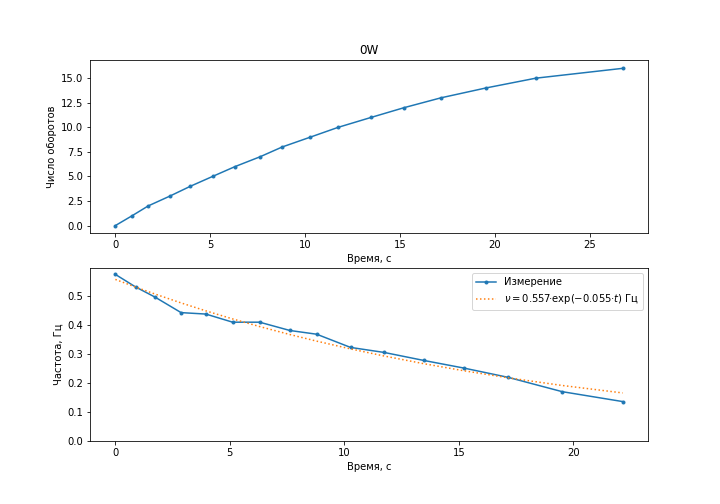 0W
15.0
12.5
10.0
7.5
5.0
2.5
0.0
Число оборотов
0 5 10 15 20 25
Время, с
0.5
0.4
0.3
0.2
0.1
0.0
Частота, Гц
Измерение
ν = 0.557·exp(−0.055·t) Гц
0 5 10 15 20
Время, с